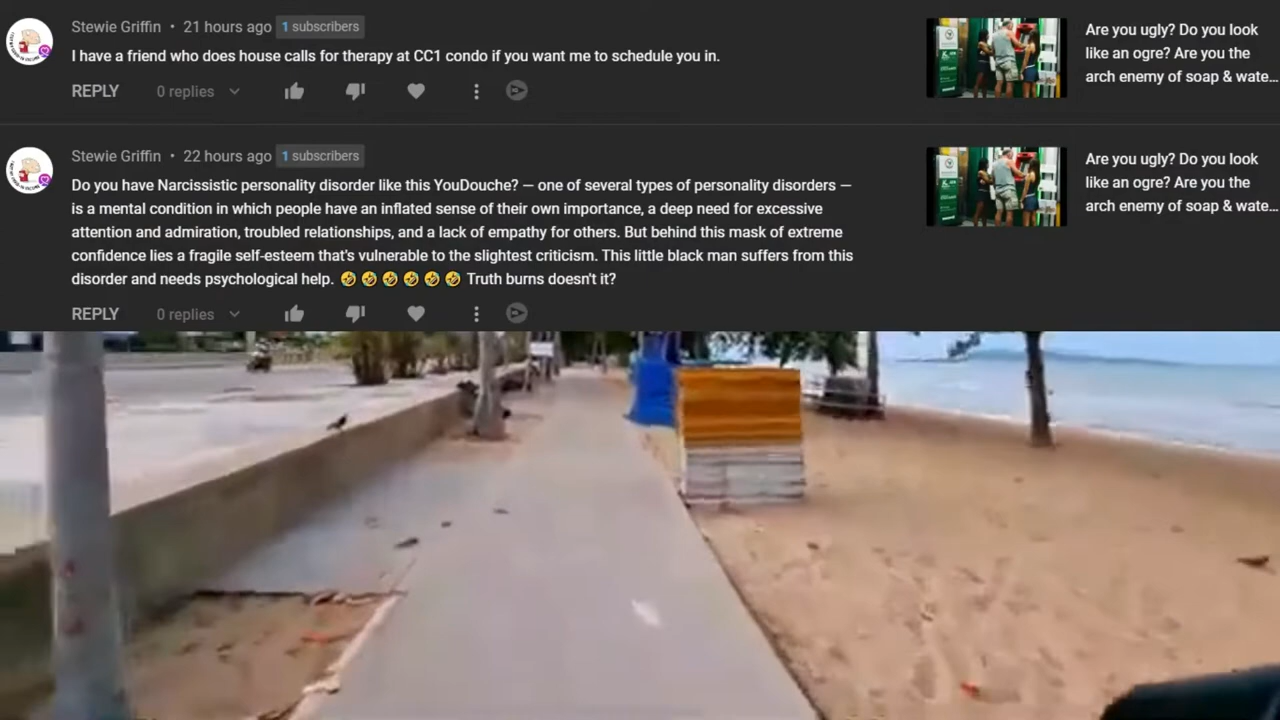 Stewie Griffin • 21 hours ago 1 subscribers
I have a friend who does house calls for therapy at CC1 condo if you want me to schedule you in.
REPLY 0 replies
Are you ugly? Do you look
like an ogre? Are you the
arch enemy of soap & wate...
Stewie Griffin • 22 hours ago 1 subscribers
Do you have Narcissistic personality disorder like this YouDouche? — one of several types of personality disorders —
is a mental condition in which people have an inflated sense of their own importance, a deep need for excessive
attention and admiration, troubled relationships, and a lack of empathy for others. But behind this mask of extreme
confidence lies a fragile self-esteem that's vulnerable to the slightest criticism. This little black man suffers from this
disorder and needs psychological help. 🤣 🤣 🤣 🤣 🤣 🤣 Truth burns doesn't it?
REPLY 0 replies
Are you ugly? Do you look
like an ogre? Are you the
arch enemy of soap & wate...